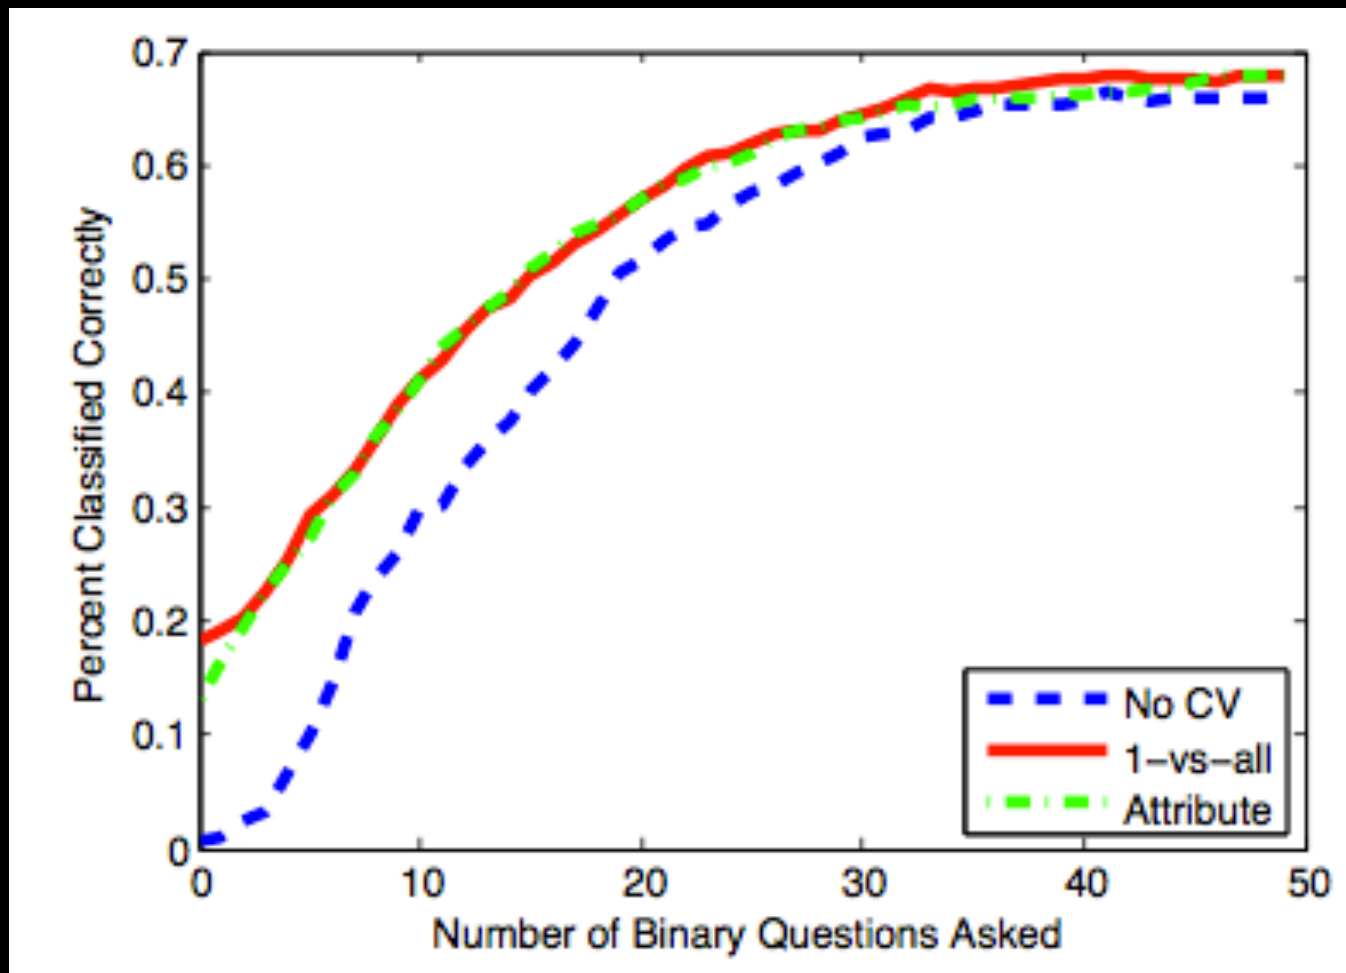 0.7
0.6
0.5
0.4
0.3
0.2
0.1
0
Percent Classified Correctly
No CV
1-vs-all
Attribute
0 10 20 30 40 50
Number of Binary Questions Asked